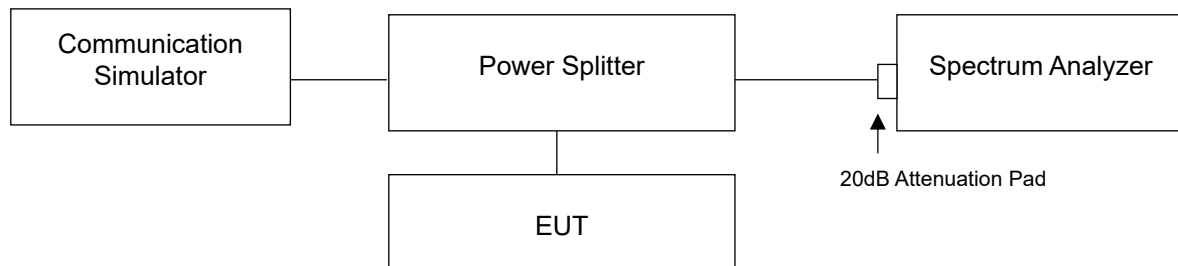 Communication
Simulator
Power Splitter
Spectrum Analyzer
20dB Attenuation Pad
EUT